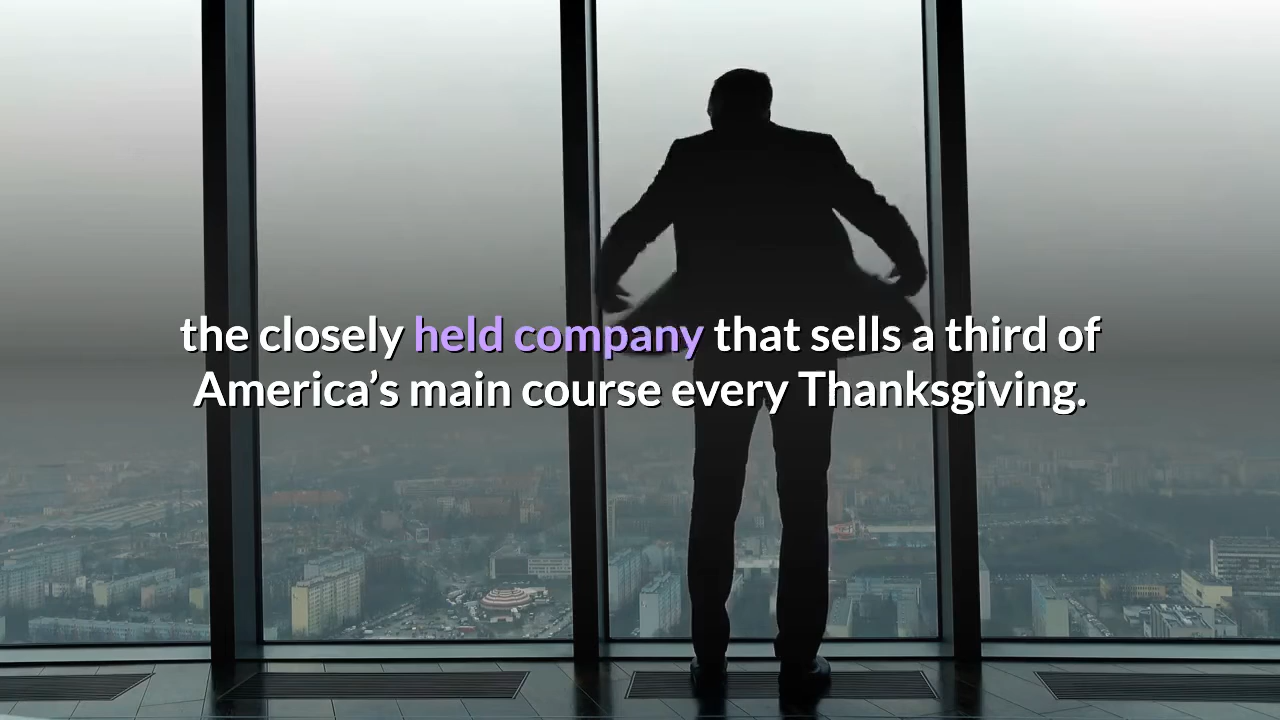 the closely held company that sells a third of
America’s main course every Thanksgiving.